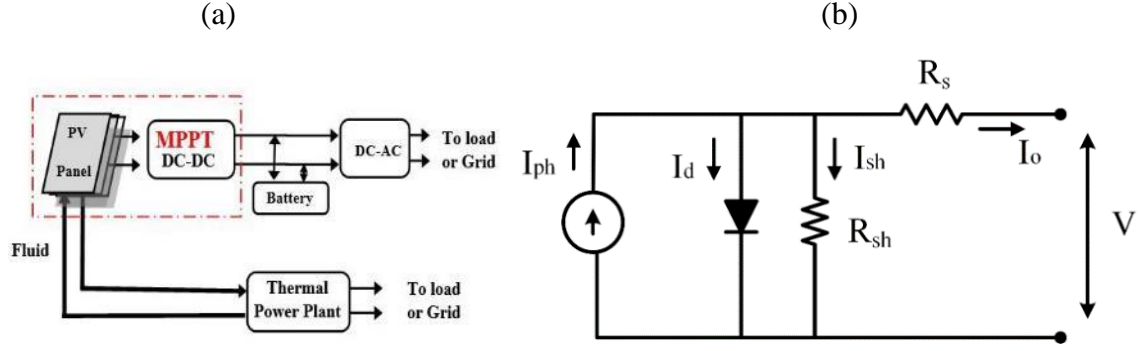 (a)
(b)
PV
Panel
MPPT
DC-DC
DC-AC
To load
or Grid
Battery
Fluid
Thermal
Power Plant
To load
or Grid
Rs
Io
Iph
Id
Ish
Rsh
V